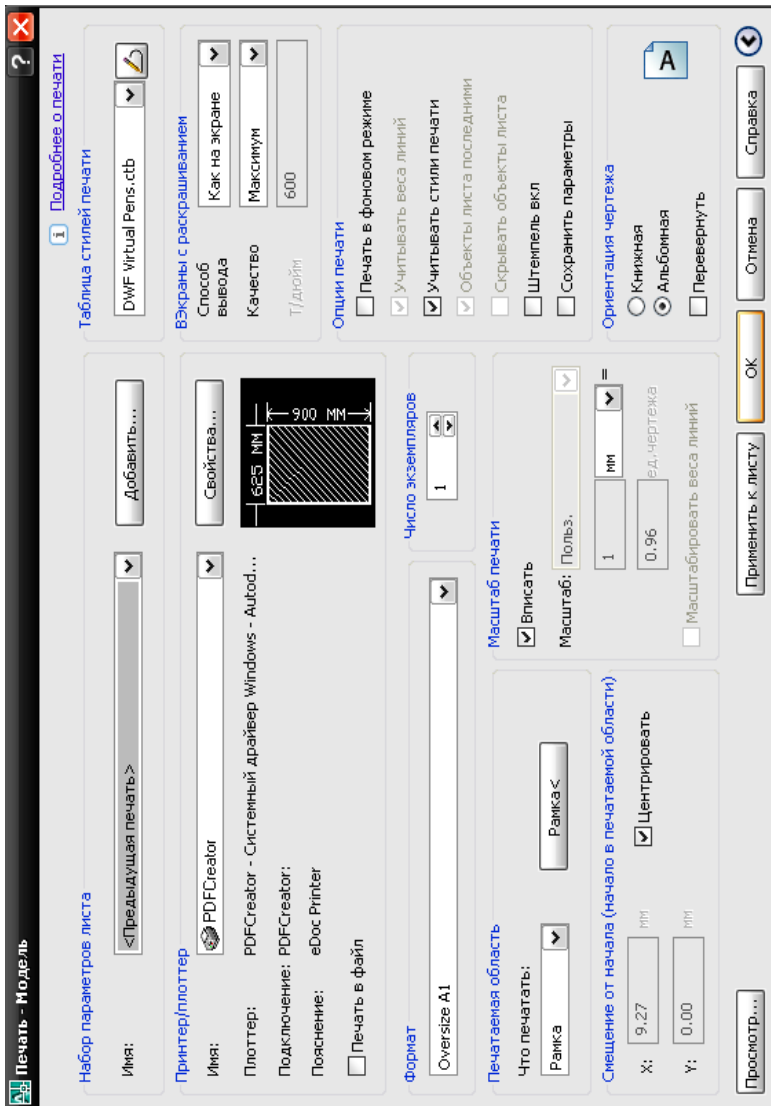 Печать - Модель
Подробнее о печати
Набор параметров листа
Имя:
<Предыдущая печать>
Добавить...
Таблица стилей печати
DWF Virtual Pens.ctb
Принтер/плоттер
Имя:
PDFCreator
Свойства...
Плоттер:
PDFCreator - Системный драйвер Windows - Autod...
Подключение:
PDFCreator:
Пояснение:
eDoc Printer
Печать в файл
625 MM
900 MM
ВЭкраны с раскрашиванием
Способ
вывода
Как на экране
Качество
Максимум
Т/дюйм
600
Формат
Oversize A1
Число экземпляров
1
Опции печати
Печать в фоновом режиме
Учитывать веса линий
Учитывать стили печати
Объекты листа последними
Скрывать объекты листа
Штемпель вкл
Сохранить параметры
Печатаемая область
Что печатать:
Рамка
Рамка<
Масштаб печати
Вписать
Масштаб:
Польз.
1
мм
=
0.96
ед.чертежа
Масштабировать веса линий
Смещение от начала (начало в печатаемой области)
X:
9.27
мм
Центрировать
Y:
0.00
мм
Ориентация чертежа
Книжная
Альбомная
Перевернуть
A
Просмотр...
Применить к листу
ОК
Отмена
Справка